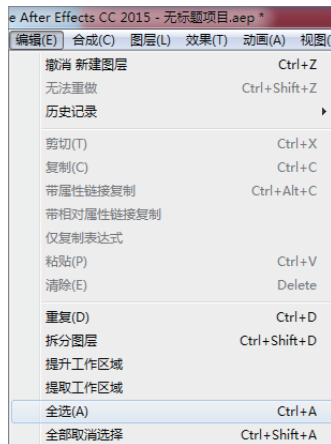 e After Effects CC 2015 - 无标题项目.aep *
编辑(E) 合成(C) 图层(L) 效果(T) 动画(A) 视图(
撤消 新建图层 Ctrl+Z
无法重做 Ctrl+Shift+Z
历史记录
剪切(T) Ctrl+X
复制(C) Ctrl+C
带属性链接复制 Ctrl+Alt+C
带相对属性链接复制
仅复制表达式
粘贴(P) Ctrl+V
清除(E) Delete
重复(D) Ctrl+D
拆分图层 Ctrl+Shift+D
提升工作区域
提取工作区域
全选(A) Ctrl+A
全部取消选择 Ctrl+Shift+A